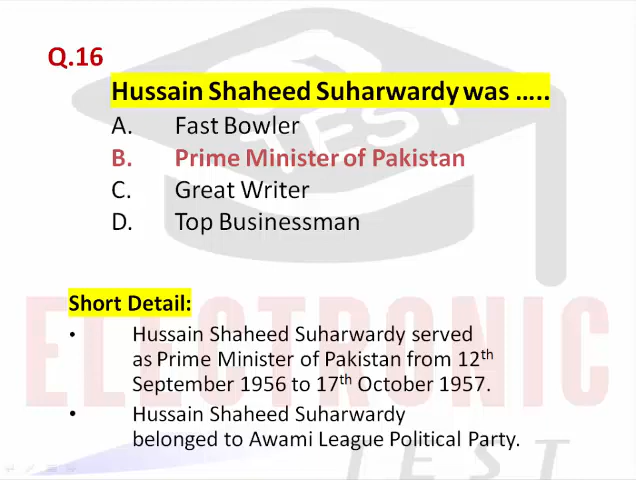 Q.16
Hussain Shaheed Suharwardy was …..
A. Fast Bowler
B. Prime Minister of Pakistan
C. Great Writer
D. Top Businessman
Short Detail:
• Hussain Shaheed Suharwardy served
as Prime Minister of Pakistan from 12th
September 1956 to 17th October 1957.
• Hussain Shaheed Suharwardy
belonged to Awami League Political Party.
ELECTRONIC
TEST